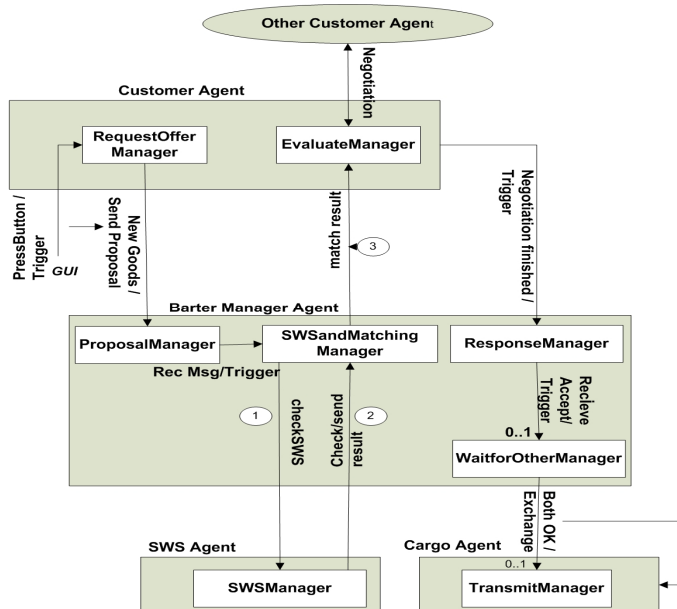 Other Customer Agent
Negotiation
Customer Agent
RequestOffer
Manager
EvaluateManager
PressButton /
Trigger
GUI
New Goods /
Send Proposal
match result
3
Negotiation finished /
Trigger
Barter Manager Agent
ProposalManager
SWSandMatching
Manager
ResponseManager
Rec Msg/Trigger
1
checkSWS
2
Check/send
result
Recieve
Accept/
Trigger
0..1
WaitforOtherManager
Both OK /
Exchange
SWS Agent
Cargo Agent
0..1
SWSManager
TransmitManager